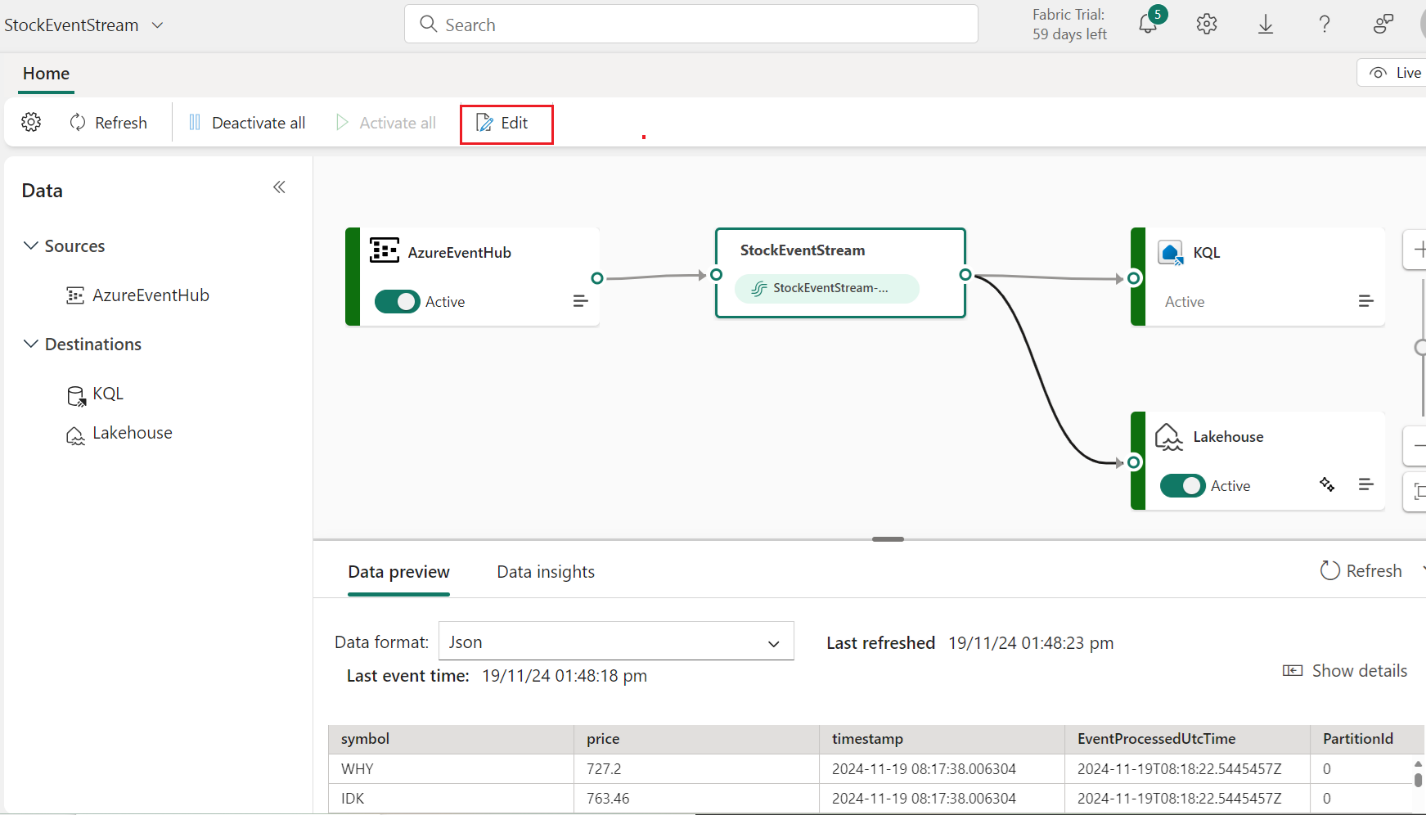 StockEventStream
Search
Fabric Trial:
59 days left
5
Home
Live
Refresh
Deactivate all
Activate all
Edit
Data
Sources
AzureEventHub
Destinations
KQL
Lakehouse
AzureEventHub
Active
StockEventStream
StockEventStream-...
KQL
Active
Lakehouse
Active
Data preview
Data insights
Refresh
Data format:
Json
Last refreshed 19/11/24 01:48:23 pm
Last event time: 19/11/24 01:48:18 pm
Show details
symbol price timestamp EventProcessedUtcTime PartitionId
WHY 727.2 2024-11-19 08:17:38.006304 2024-11-19T08:18:22.5445457Z 0
IDK 763.46 2024-11-19 08:17:38.006304 2024-11-19T08:18:22.5445457Z 0